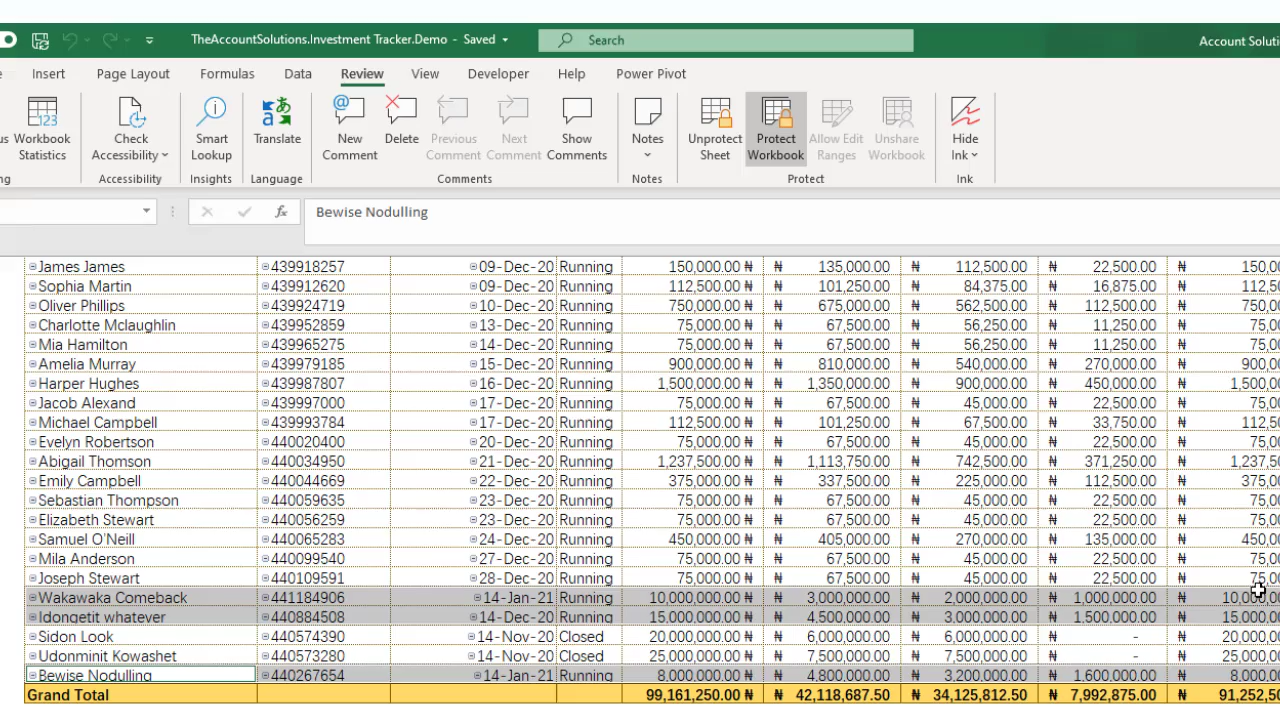 TheAccountSolutions.Investment Tracker.Demo - Saved
Search
Account Soluti
Insert Page Layout Formulas Data Review View Developer Help Power Pivot
Workbook Statistics
Check Accessibility
Smart Lookup
Translate
New Comment
Delete
Previous Comment
Next Comment
Show Comments
Notes
Unprotect Sheet
Protect Workbook
Allow Edit Ranges
Unshare Workbook
Hide Ink
Accessibility Insights Language Comments Notes Protect Ink
fx Bewise Nodulling
James James 439918257 09-Dec-20 Running 150,000.00 ₦ ₦ 135,000.00 ₦ 112,500.00 ₦ 22,500.00 ₦ 150,0
Sophia Martin 439912620 09-Dec-20 Running 112,500.00 ₦ ₦ 101,250.00 ₦ 84,375.00 ₦ 16,875.00 ₦ 112,5
Oliver Phillips 439924719 10-Dec-20 Running 750,000.00 ₦ ₦ 675,000.00 ₦ 562,500.00 ₦ 112,500.00 ₦ 750,0
Charlotte Mclaughlin 439952859 13-Dec-20 Running 75,000.00 ₦ ₦ 67,500.00 ₦ 56,250.00 ₦ 11,250.00 ₦ 75,0
Mia Hamilton 439965275 14-Dec-20 Running 75,000.00 ₦ ₦ 67,500.00 ₦ 56,250.00 ₦ 11,250.00 ₦ 75,0
Amelia Murray 439979185 15-Dec-20 Running 900,000.00 ₦ ₦ 810,000.00 ₦ 540,000.00 ₦ 270,000.00 ₦ 900,0
Harper Hughes 439987807 16-Dec-20 Running 1,500,000.00 ₦ ₦ 1,350,000.00 ₦ 900,000.00 ₦ 450,000.00 ₦ 1,500,0
Jacob Alexand 439997000 17-Dec-20 Running 75,000.00 ₦ ₦ 67,500.00 ₦ 45,000.00 ₦ 22,500.00 ₦ 75,0
Michael Campbell 439993784 17-Dec-20 Running 112,500.00 ₦ ₦ 101,250.00 ₦ 67,500.00 ₦ 33,750.00 ₦ 112,5
Evelyn Robertson 440020400 20-Dec-20 Running 75,000.00 ₦ ₦ 67,500.00 ₦ 45,000.00 ₦ 22,500.00 ₦ 75,0
Abigail Thomson 440034950 21-Dec-20 Running 1,237,500.00 ₦ ₦ 1,113,750.00 ₦ 742,500.00 ₦ 371,250.00 ₦ 1,237,5
Emily Campbell 440044669 22-Dec-20 Running 375,000.00 ₦ ₦ 337,500.00 ₦ 225,000.00 ₦ 112,500.00 ₦ 375,0
Sebastian Thompson 440059635 23-Dec-20 Running 75,000.00 ₦ ₦ 67,500.00 ₦ 45,000.00 ₦ 22,500.00 ₦ 75,0
Elizabeth Stewart 440056259 23-Dec-20 Running 75,000.00 ₦ ₦ 67,500.00 ₦ 45,000.00 ₦ 22,500.00 ₦ 75,0
Samuel O'Neill 440065283 24-Dec-20 Running 450,000.00 ₦ ₦ 405,000.00 ₦ 270,000.00 ₦ 135,000.00 ₦ 450,0
Mila Anderson 440099540 27-Dec-20 Running 75,000.00 ₦ ₦ 67,500.00 ₦ 45,000.00 ₦ 22,500.00 ₦ 75,0
Joseph Stewart 440109591 28-Dec-20 Running 75,000.00 ₦ ₦ 67,500.00 ₦ 45,000.00 ₦ 22,500.00 ₦ 75,0
Wakawaka Comeback 441184906 14-Jan-21 Running 10,000,000.00 ₦ ₦ 3,000,000.00 ₦ 2,000,000.00 ₦ 1,000,000.00 ₦
Idongetit whatever 440884508 14-Dec-20 Running 15,000,000.00 ₦ ₦ 4,500,000.00 ₦ 3,000,000.00 ₦ 1,500,000.00 ₦ 15,000,0
Sidon Look 440574390 14-Nov-20 Closed 20,000,000.00 ₦ ₦ 6,000,000.00 ₦ 6,000,000.00 ₦ - ₦ 20,000,0
Udonminit Kowashet 440573280 14-Nov-20 Closed 25,000,000.00 ₦ ₦ 7,500,000.00 ₦ 7,500,000.00 ₦ - ₦ 25,000,0
Bewise Nodulling 440267654 14-Jan-21 Running 8,000,000.00 ₦ ₦ 4,800,000.00 ₦ 3,200,000.00 ₦ 1,600,000.00 ₦ 8,000,0
Grand Total 99,161,250.00 ₦ ₦ 42,118,687.50 ₦ 34,125,812.50 ₦ 7,992,875.00 ₦ 91,252,5